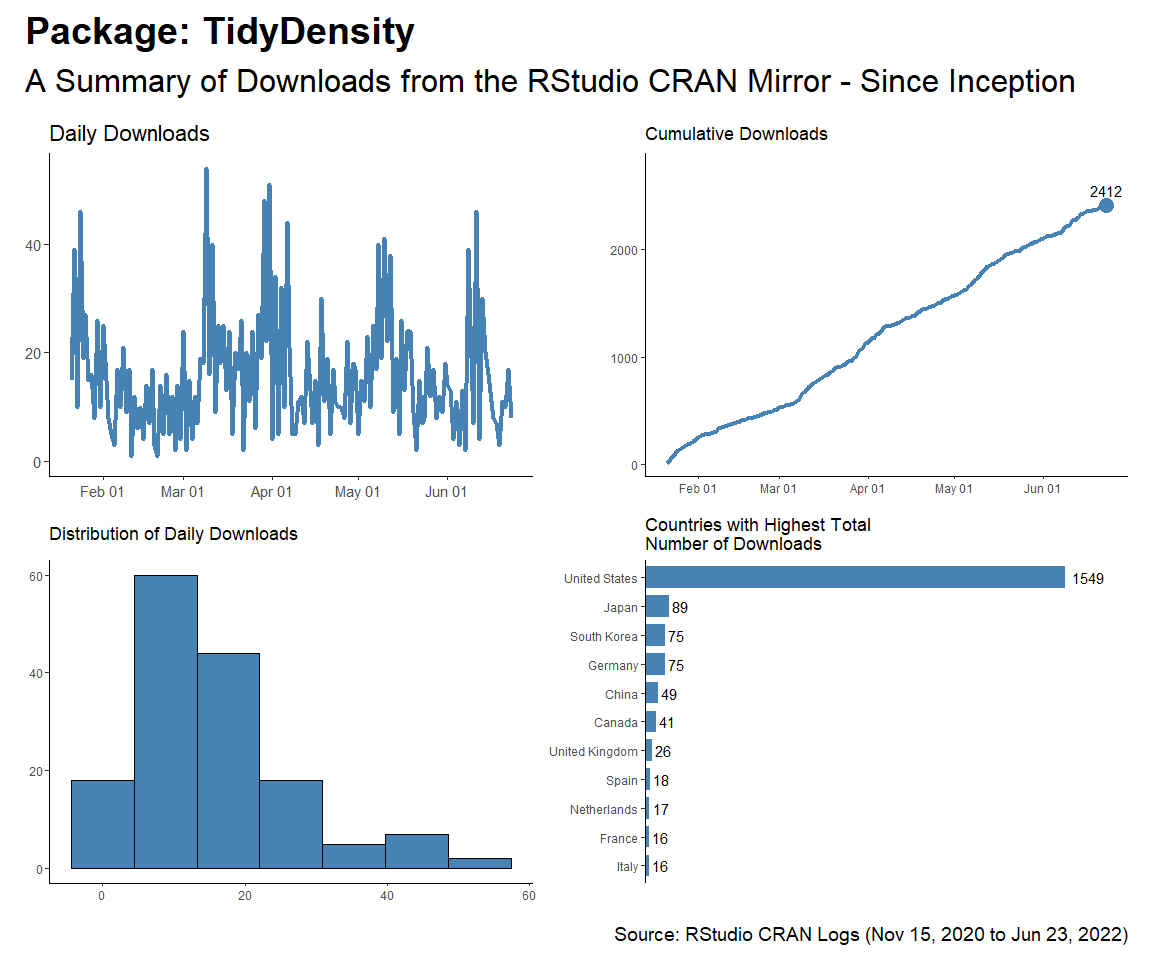 Package: TidyDensity
A Summary of Downloads from the RStudio CRAN Mirror - Since Inception
Daily Downloads
40
20
0
Feb 01 Mar 01 Apr 01 May 01 Jun 01
Cumulative Downloads
2412
2000
1000
0
Feb 01 Mar 01 Apr 01 May 01 Jun 01
Distribution of Daily Downloads
60
40
20
0
0 20 40 60
Countries with Highest Total
Number of Downloads
United States 1549
Japan 89
South Korea 75
Germany 75
China 49
Canada 41
United Kingdom 26
Spain 18
Netherlands 17
France 16
Italy 16
Source: RStudio CRAN Logs (Nov 15, 2020 to Jun 23, 2022)